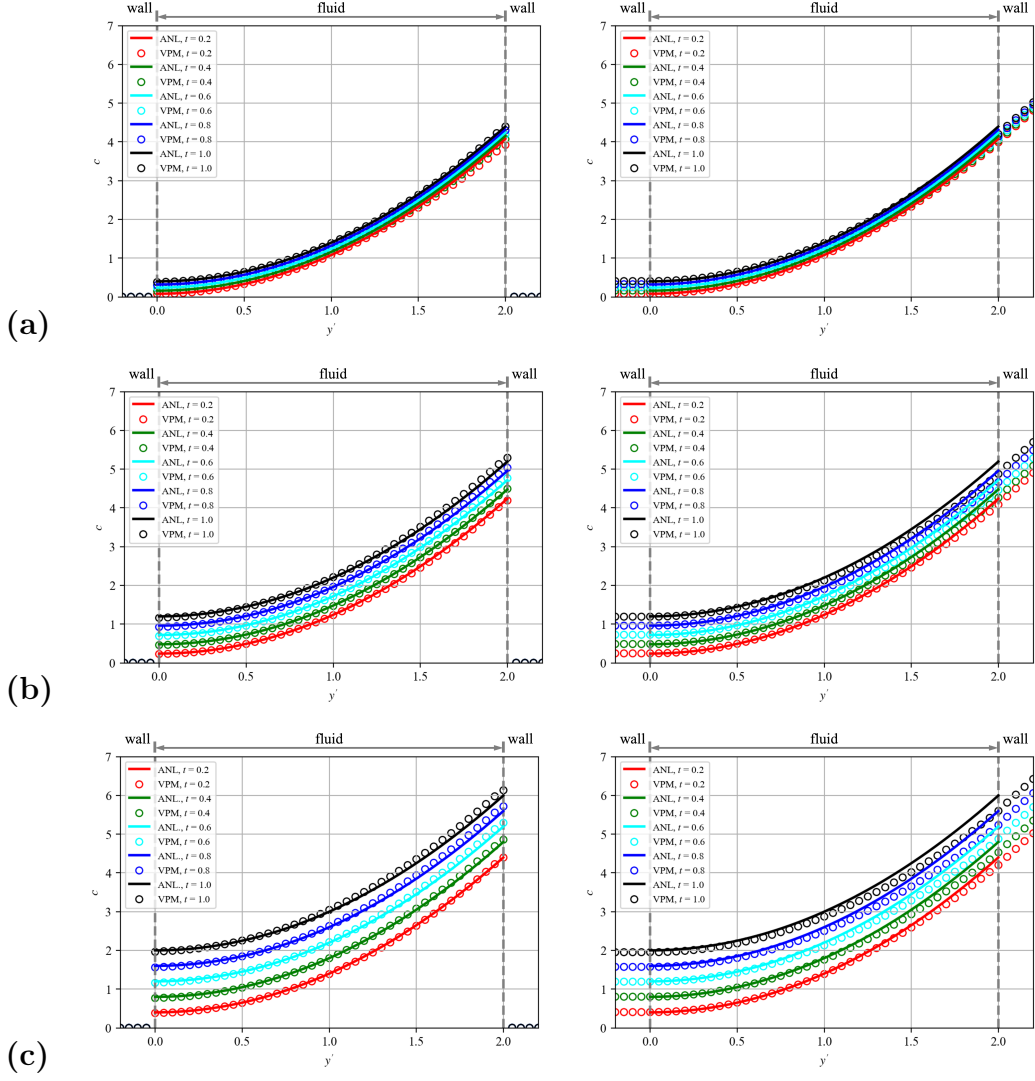 wall fluid wall
7
6
5
4
3
2
1
0
c
ANL, t = 0.2
VPM, t = 0.2
ANL, t = 0.4
VPM, t = 0.4
ANL, t = 0.6
VPM, t = 0.6
ANL, t = 0.8
VPM, t = 0.8
ANL, t = 1.0
VPM, t = 1.0
0.0 0.5 1.0 1.5 2.0
y'
wall fluid wall
7
6
5
4
3
2
1
0
c
ANL, t = 0.2
VPM, t = 0.2
ANL, t = 0.4
VPM, t = 0.4
ANL, t = 0.6
VPM, t = 0.6
ANL, t = 0.8
VPM, t = 0.8
ANL, t = 1.0
VPM, t = 1.0
0.0 0.5 1.0 1.5 2.0
y'
(a)
wall fluid wall
7
6
5
4
3
2
1
0
c
ANL, t = 0.2
VPM, t = 0.2
ANL, t = 0.4
VPM, t = 0.4
ANL, t = 0.6
VPM, t = 0.6
ANL, t = 0.8
VPM, t = 0.8
ANL, t = 1.0
VPM, t = 1.0
0.0 0.5 1.0 1.5 2.0
y'
wall fluid wall
7
6
5
4
3
2
1
0
c
ANL, t = 0.2
VPM, t = 0.2
ANL, t = 0.4
VPM, t = 0.4
ANL, t = 0.6
VPM, t = 0.6
ANL, t = 0.8
VPM, t = 0.8
ANL, t = 1.0
VPM, t = 1.0
0.0 0.5 1.0 1.5 2.0
y'
(b)
wall fluid wall
7
6
5
4
3
2
1
0
c
ANL, t = 0.2
VPM, t = 0.2
ANL., t = 0.4
VPM, t = 0.4
ANL., t = 0.6
VPM, t = 0.6
ANL., t = 0.8
VPM, t = 0.8
ANL., t = 1.0
VPM, t = 1.0
0.0 0.5 1.0 1.5 2.0
y'
wall fluid wall
7
6
5
4
3
2
1
0
c
ANL, t = 0.2
VPM, t = 0.2
ANL, t = 0.4
VPM, t = 0.4
ANL, t = 0.6
VPM, t = 0.6
ANL, t = 0.8
VPM, t = 0.8
ANL, t = 1.0
VPM, t = 1.0
0.0 0.5 1.0 1.5 2.0
y'
(c)